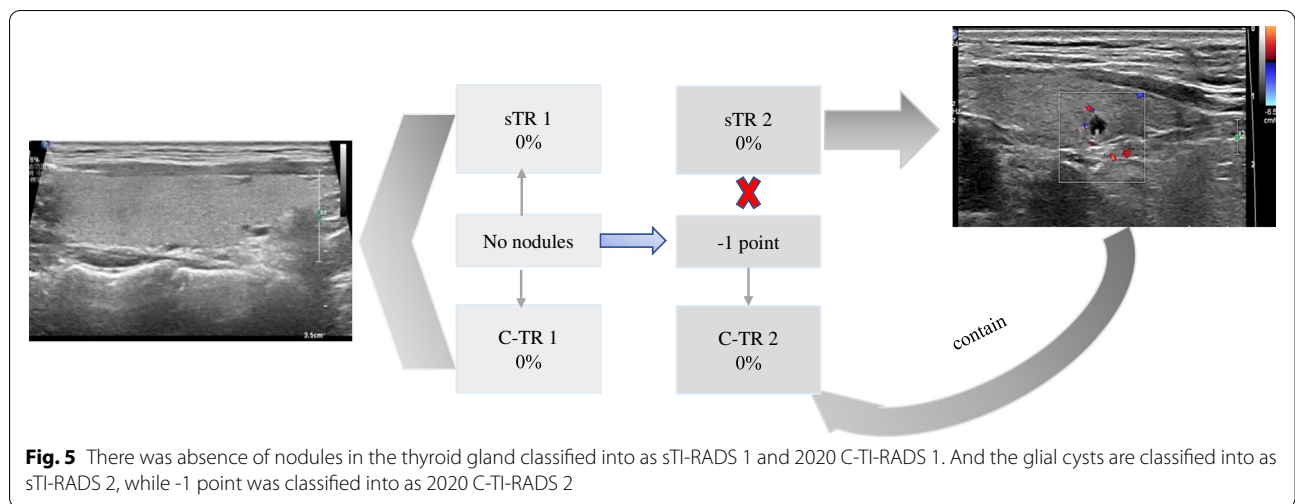 sTR 1
0%
sTR 2
0%
No nodules
-1 point
C-TR 1
0%
C-TR 2
0%
contain
3.5cm
1
2
Fig. 5 There was absence of nodules in the thyroid gland classified into as sTI-RADS 1 and 2020 C-TI-RADS 1. And the glial cysts are classified into as
sTI-RADS 2, while -1 point was classified into as 2020 C-TI-RADS 2